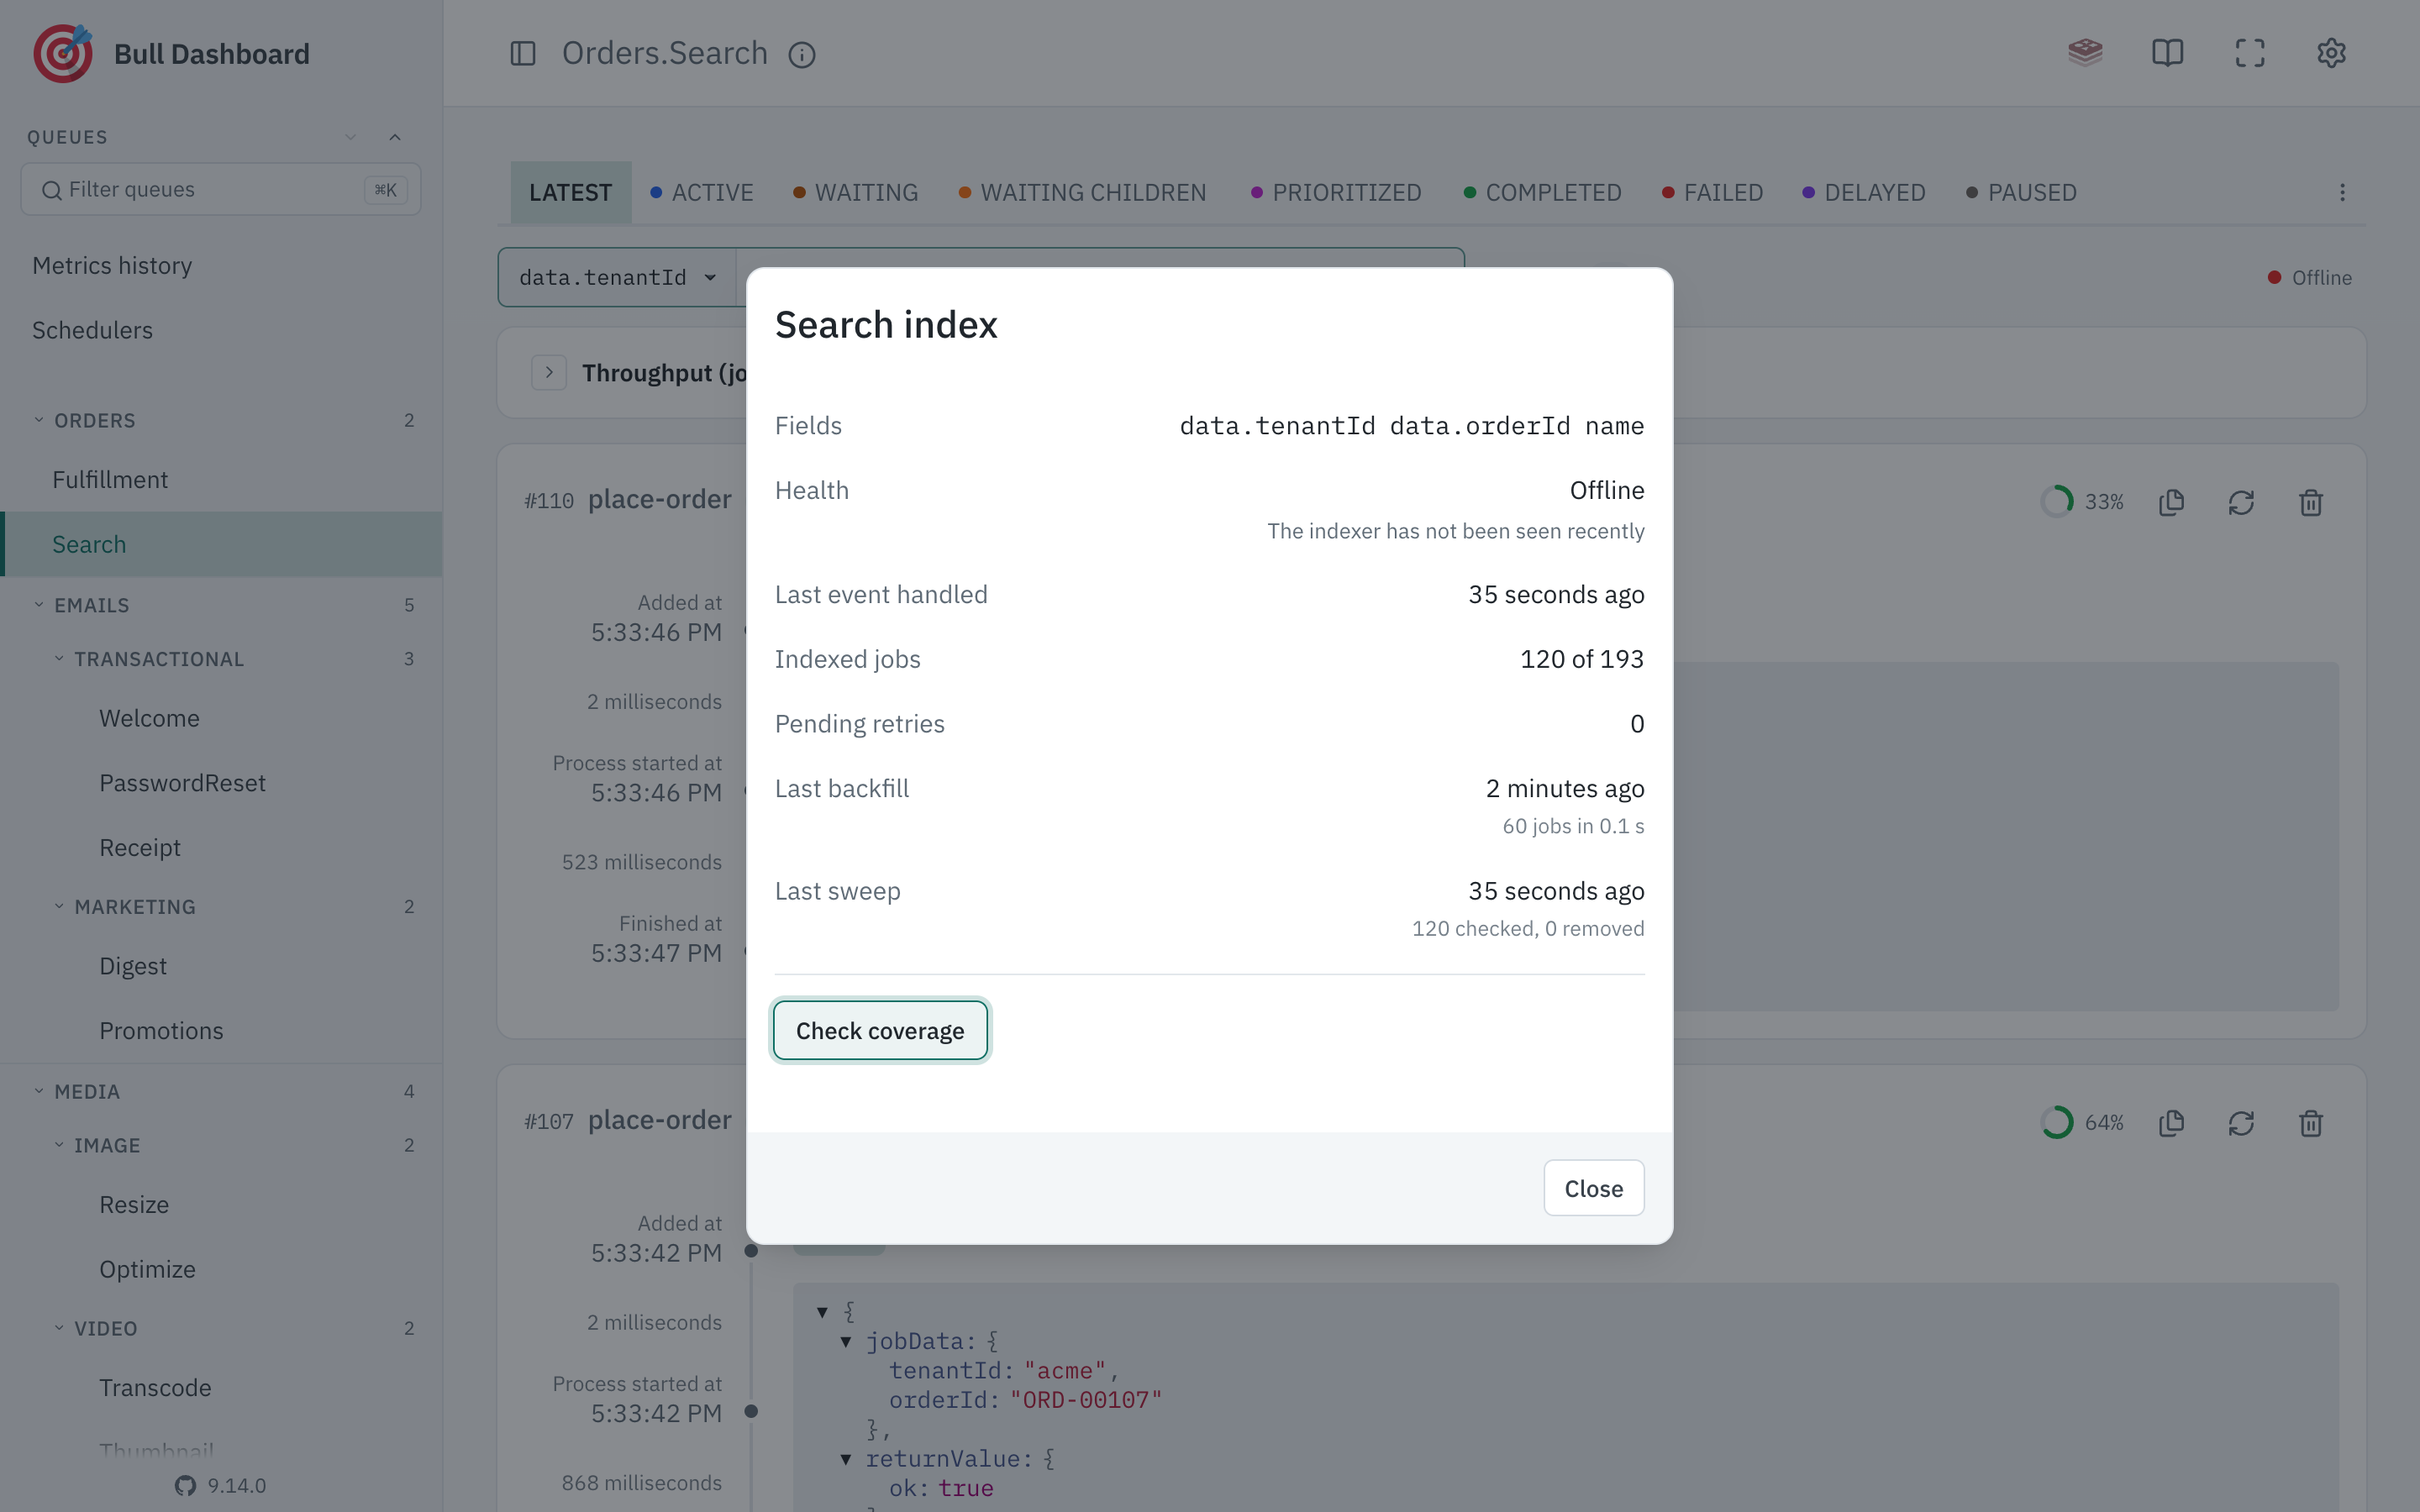 Bull Dashboard
QUEUES
Filter queues
⌘K
Metrics history
Schedulers
ORDERS 2
Fulfillment
Search
EMAILS 5
TRANSACTIONAL 3
Welcome
PasswordReset
Receipt
MARKETING 2
Digest
Promotions
MEDIA 4
IMAGE 2
Resize
Optimize
VIDEO 2
Transcode
Thumbnail
9.14.0
Orders.Search
LATEST ACTIVE WAITING WAITING CHILDREN PRIORITIZED COMPLETED FAILED DELAYED PAUSED
data.tenantId
Offline
Throughput (jo
#110 place-order
33%
Added at
5:33:46 PM
2 milliseconds
Process started at
5:33:46 PM
523 milliseconds
Finished at
5:33:47 PM
#107 place-order
64%
Added at
5:33:42 PM
2 milliseconds
Process started at
5:33:42 PM
868 milliseconds
{
jobData: {
tenantId: "acme",
orderId: "ORD-00107"
},
returnValue: {
ok: true
Search index
Fields data.tenantId data.orderId name
Health Offline
The indexer has not been seen recently
Last event handled 35 seconds ago
Indexed jobs 120 of 193
Pending retries 0
Last backfill 2 minutes ago
60 jobs in 0.1 s
Last sweep 35 seconds ago
120 checked, 0 removed
Check coverage
Close